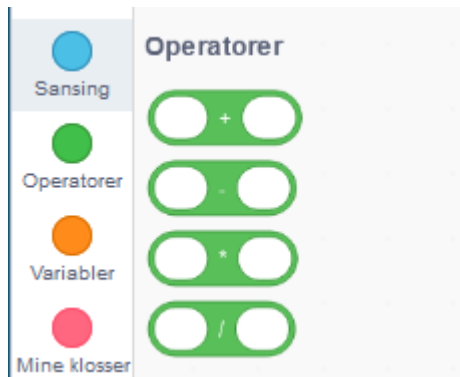 Sansing
Operatorer
Variabler
Mine klosser
Operatorer
+
-
*
/